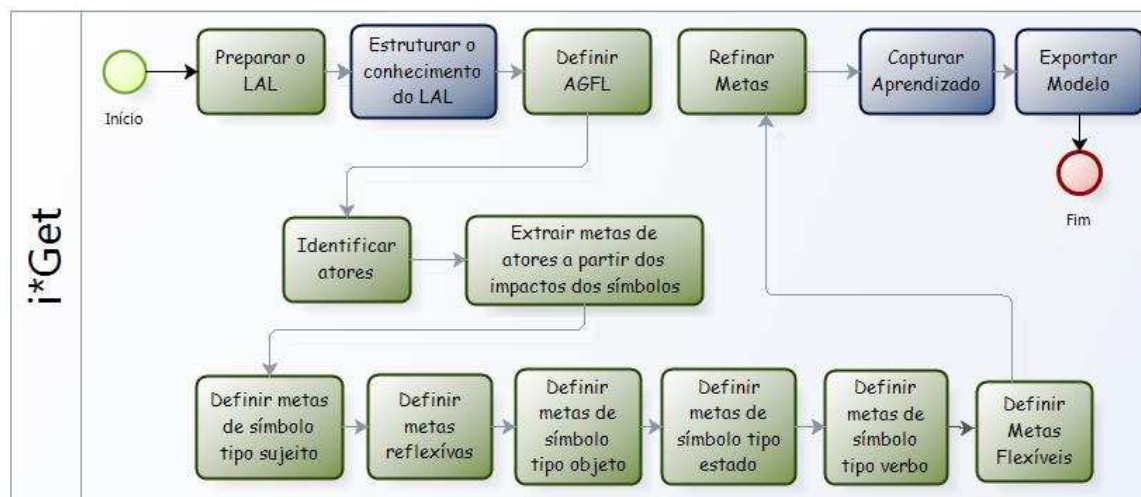 i*Get
Início
Preparar o
LAL
Estruturar o
conhecimento
do LAL
Definir
AGFL
Refinar
Metas
Capturar
Aprendizado
Exportar
Modelo
Fim
Identificar
atores
Extrair metas de
atores a partir dos
impactos dos símbolos
Definir metas
de símbolo
tipo sujeito
Definir
metas
reflexívas
Definir
metas de
símbolo
tipo objeto
Definir
metas de
símbolo tipo
estado
Definir
metas de
símbolo
tipo verbo
Definir
Metas
Flexíveis